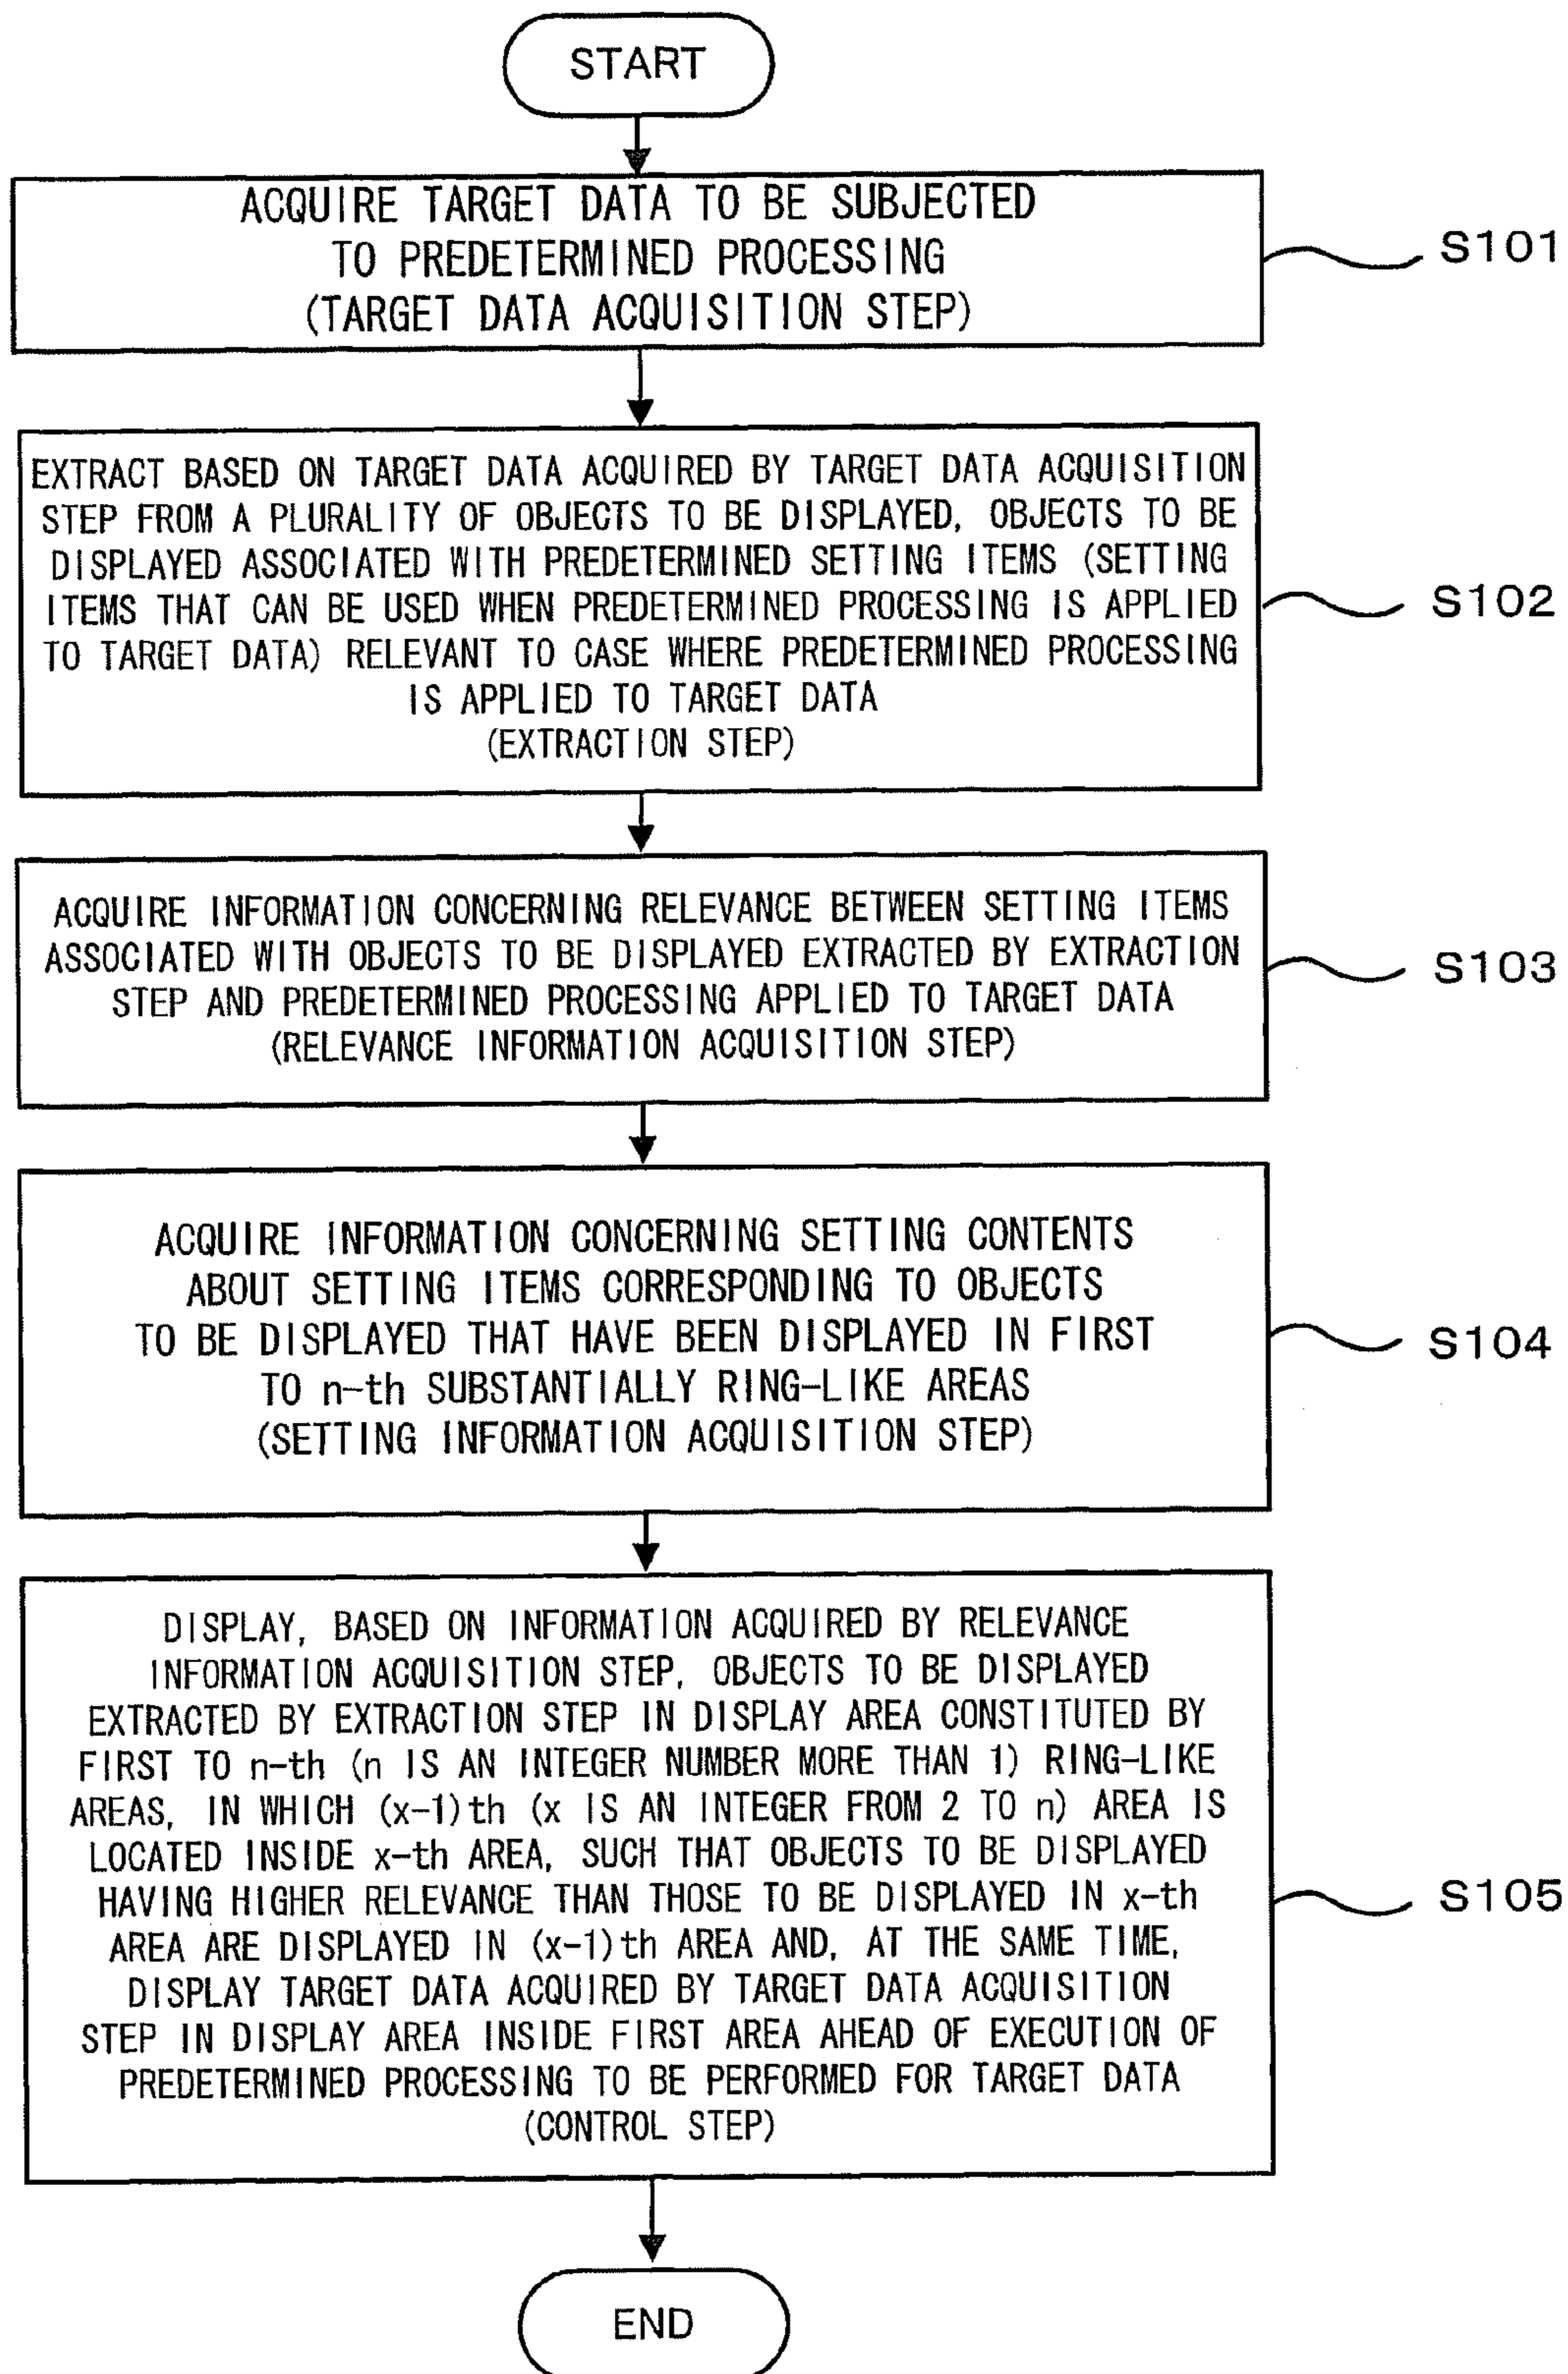 START
ACQUIRE TARGET DATA TO BE SUBJECTED
TO PREDETERMINED PROCESSING
(TARGET DATA ACQUISITION STEP)
S101
EXTRACT BASED ON TARGET DATA ACQUIRED BY TARGET DATA ACQUISITION
STEP FROM A PLURALITY OF OBJECTS TO BE DISPLAYED, OBJECTS TO BE
DISPLAYED ASSOCIATED WITH PREDETERMINED SETTING ITEMS (SETTING
ITEMS THAT CAN BE USED WHEN PREDETERMINED PROCESSING IS APPLIED
TO TARGET DATA) RELEVANT TO CASE WHERE PREDETERMINED PROCESSING
IS APPLIED TO TARGET DATA
(EXTRACTION STEP)
S102
ACQUIRE INFORMATION CONCERNING RELEVANCE BETWEEN SETTING ITEMS
ASSOCIATED WITH OBJECTS TO BE DISPLAYED EXTRACTED BY EXTRACTION
STEP AND PREDETERMINED PROCESSING APPLIED TO TARGET DATA
(RELEVANCE INFORMATION ACQUISITION STEP)
S103
ACQUIRE INFORMATION CONCERNING SETTING CONTENTS
ABOUT SETTING ITEMS CORRESPONDING TO OBJECTS
TO BE DISPLAYED THAT HAVE BEEN DISPLAYED IN FIRST
TO n-th SUBSTANTIALLY RING-LIKE AREAS
(SETTING INFORMATION ACQUISITION STEP)
S104
DISPLAY, BASED ON INFORMATION ACQUIRED BY RELEVANCE
INFORMATION ACQUISITION STEP, OBJECTS TO BE DISPLAYED
EXTRACTED BY EXTRACTION STEP IN DISPLAY AREA CONSTITUTED BY
FIRST TO n-th (n IS AN INTEGER NUMBER MORE THAN 1) RING-LIKE
AREAS, IN WHICH (x-1)th (x IS AN INTEGER FROM 2 TO n) AREA IS
LOCATED INSIDE x-th AREA, SUCH THAT OBJECTS TO BE DISPLAYED
HAVING HIGHER RELEVANCE THAN THOSE TO BE DISPLAYED IN x-th
AREA ARE DISPLAYED IN (x-1)th AREA AND, AT THE SAME TIME,
DISPLAY TARGET DATA ACQUIRED BY TARGET DATA ACQUISITION
STEP IN DISPLAY AREA INSIDE FIRST AREA AHEAD OF EXECUTION OF
PREDETERMINED PROCESSING TO BE PERFORMED FOR TARGET DATA
(CONTROL STEP)
S105
END